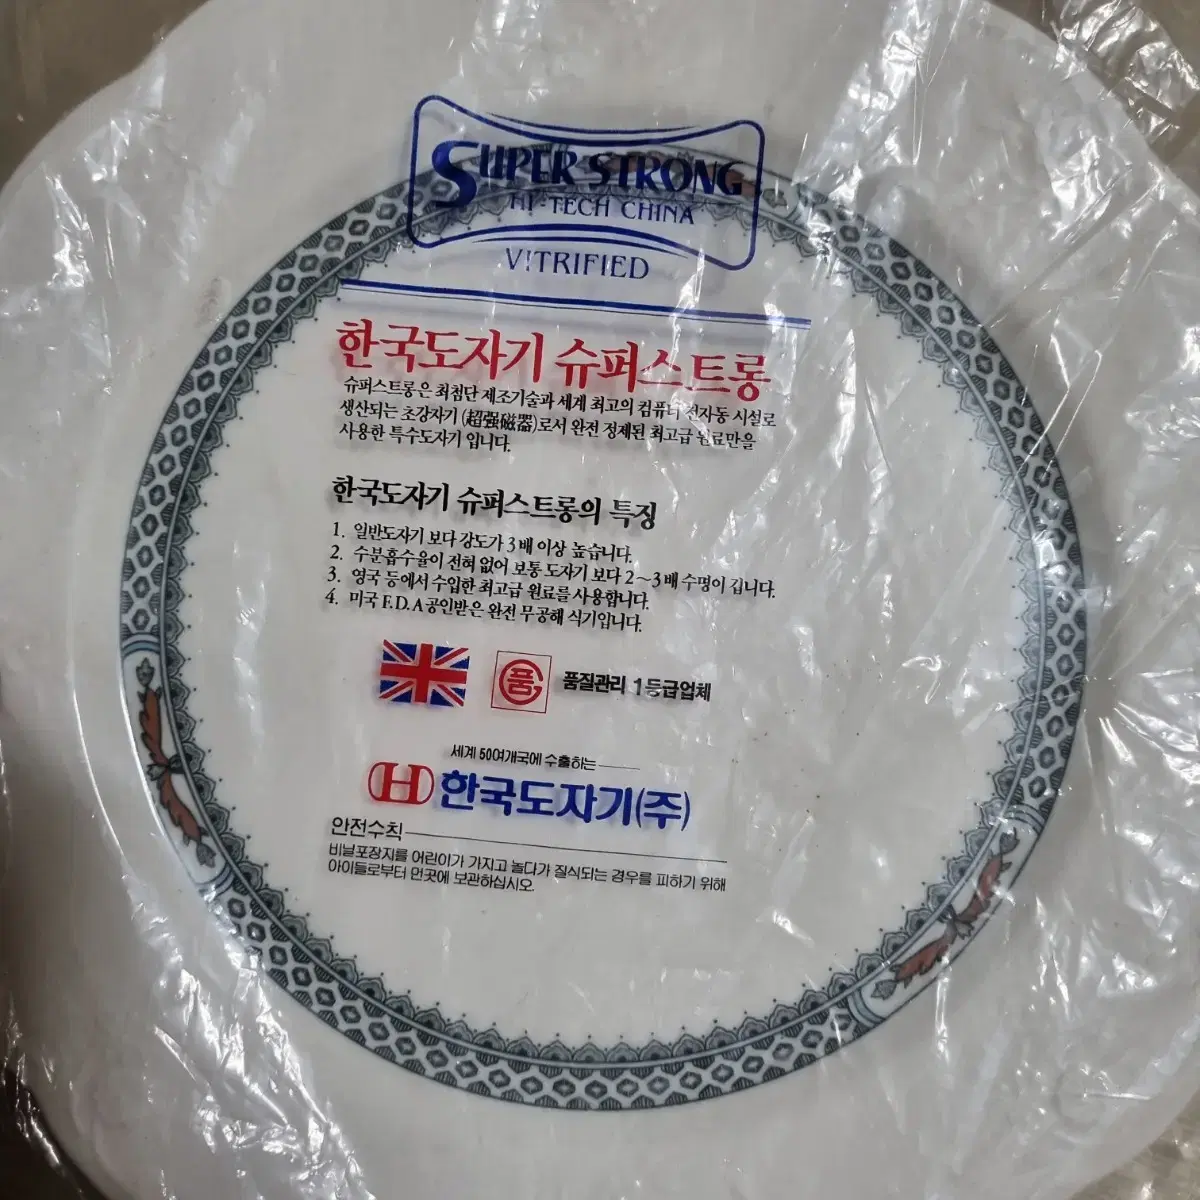 SUPER STRONG
HI-TECH CHINA
VITRIFIED
한국도자기 슈퍼스트롱
슈퍼스트롱은 최첨단 제조기술과 세계 최고의 컴퓨터 전자동 시설로
생산되는 초강자기(超强磁器)로서 완전 정제된 최고급 원료만을
사용한 특수도자기 입니다.
한국도자기 슈퍼스트롱의 특징
1. 일반도자기 보다 강도가 3배 이상 높습니다.
2. 수분흡수율이 전혀 없어 보통 도자기 보다 2~3배 수명이 깁니다.
3. 영국 등에서 수입한 최고급 원료를 사용합니다.
4. 미국 F.D.A 공인받은 완전 무공해 식기입니다.
품 품질관리 1등급업체
세계 50여개국에 수출하는
H 한국도자기(주)
안전수칙
비닐포장지를 어린이가 가지고 놀다가 질식되는 경우를 피하기 위해
아이들로부터 먼곳에 보관하십시오.